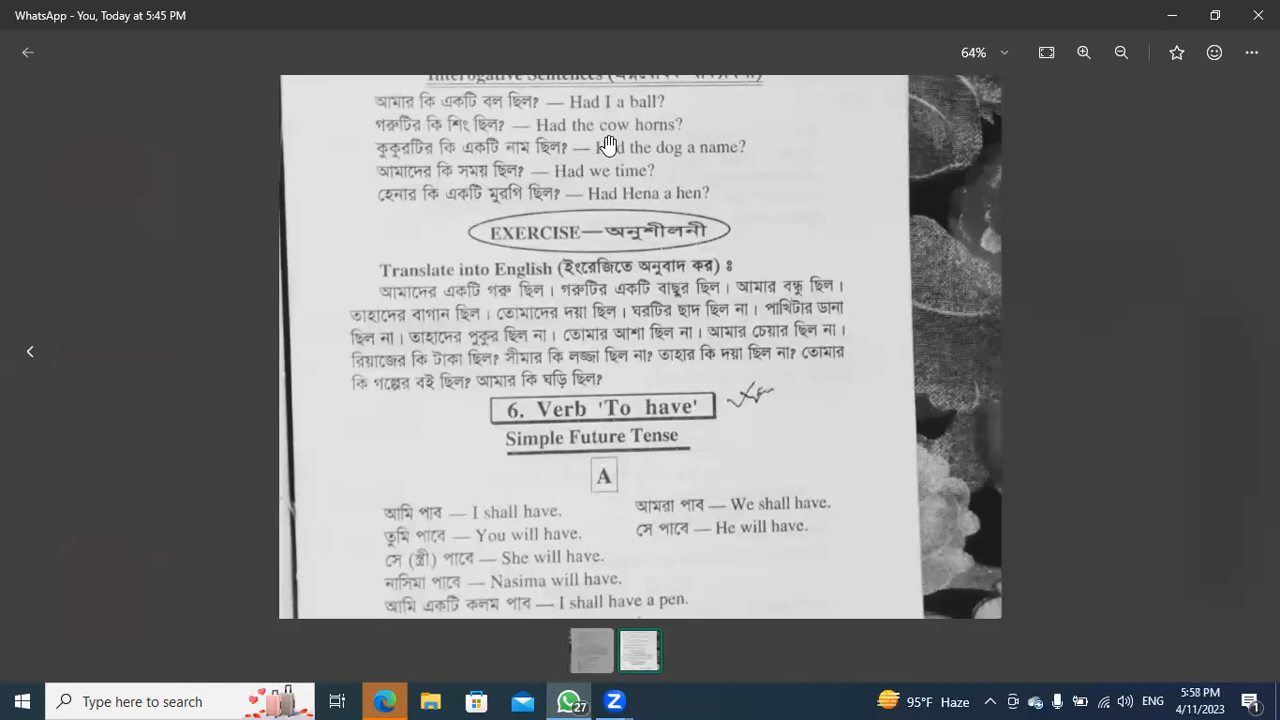 WhatsApp - You, Today at 5:45 PM
64%
Interogative Sentences
আমার কি একটি বল ছিল? — Had I a ball?
গরুটির কি শিং ছিল? — Had the cow horns?
কুকুরটির কি একটি নাম ছিল? — the dog a name?
আমাদের কি সময় ছিল? — Had we time?
হেনার কি একটি মুরগি ছিল? — Had Hena a hen?
EXERCISE—অনুশীলনী
Translate into English (ইংরেজিতে অনুবাদ কর) ঃ
আমাদের একটি গরু ছিল। গরুটির একটি বাছুর ছিল। আমার বন্ধু ছিল।
তাহাদের বাগান ছিল। তোমাদের দয়া ছিল। ঘরটির ছাদ ছিল না। পাখিটার ডানা
ছিল না। তাহাদের পুকুর ছিল না। তোমার আশা ছিল না। আমার চেয়ার ছিল না।
রিয়াজের কি টাকা ছিল? সীমার কি লজ্জা ছিল না? তাহার কি দয়া ছিল না? তোমার
কি গল্পের বই ছিল? আমার কি ঘড়ি ছিল?
6. Verb 'To have'
Simple Future Tense
A
আমি পাব — I shall have.
আমরা পাব — We shall have.
তুমি পাবে — You will have.
সে পাবে — He will have.
সে (স্ত্রী) পাবে — She will have.
নাসিমা পাবে — Nasima will have.
আমি একটি কলম পাব — I shall have a pen.
Type here to search
27
95°F Haze
ENG
5:58 PM
4/11/2023
1